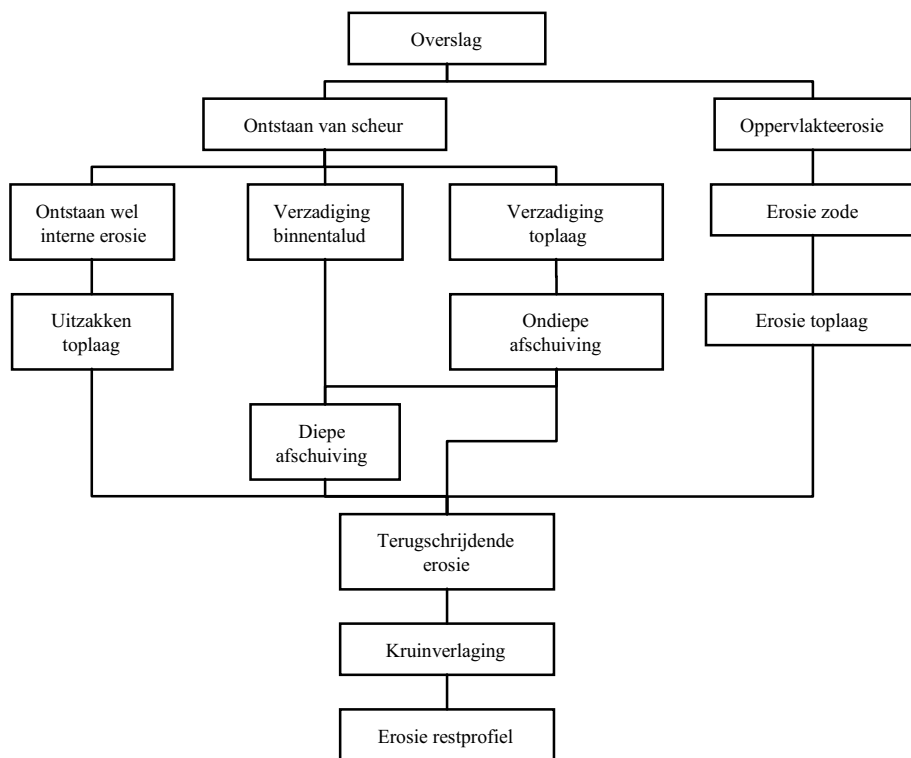 Overslag
Ontstaan van scheur
Oppervlakteerosie
Ontstaan wel
interne erosie
Verzadiging
binnentalud
Verzadiging
toplaag
Erosie zode
Uitzakken
toplaag
Ondiepe
afschuiving
Erosie toplaag
Diepe
afschuiving
Terugschrijdende
erosie
Kruinverlaging
Erosie restprofiel